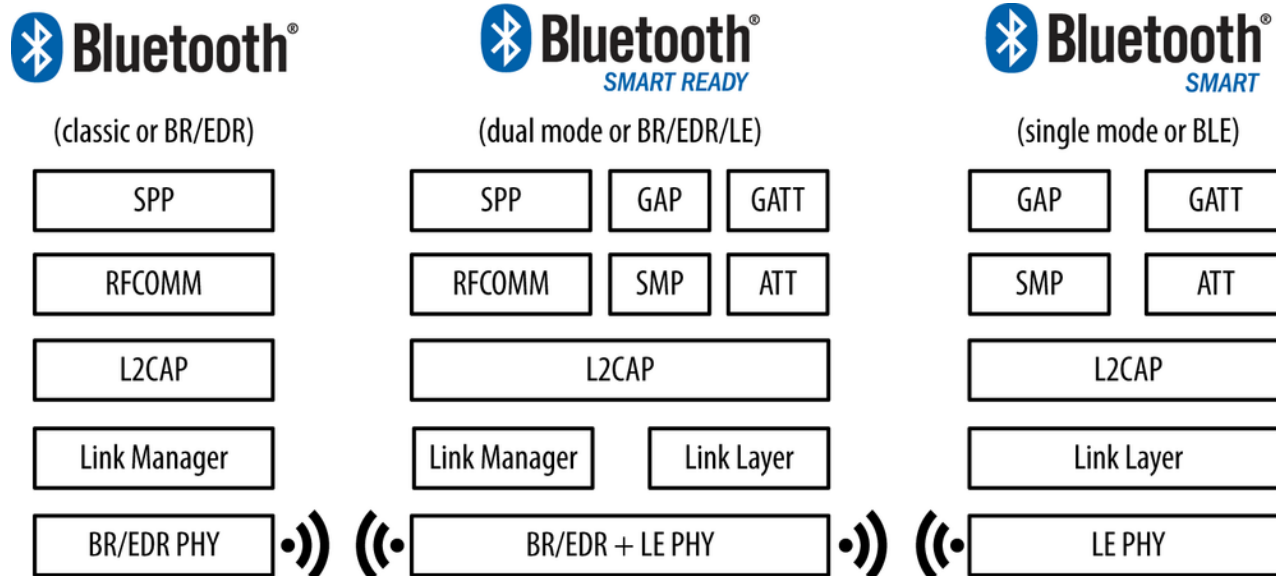 Bluetooth®
(classic or BR/EDR)
SPP
RFCOMM
L2CAP
Link Manager
BR/EDR PHY
Bluetooth®
SMART READY
(dual mode or BR/EDR/LE)
SPP GAP GATT
RFCOMM SMP ATT
L2CAP
Link Manager Link Layer
BR/EDR + LE PHY
Bluetooth®
SMART
(single mode or BLE)
GAP GATT
SMP ATT
L2CAP
Link Layer
LE PHY